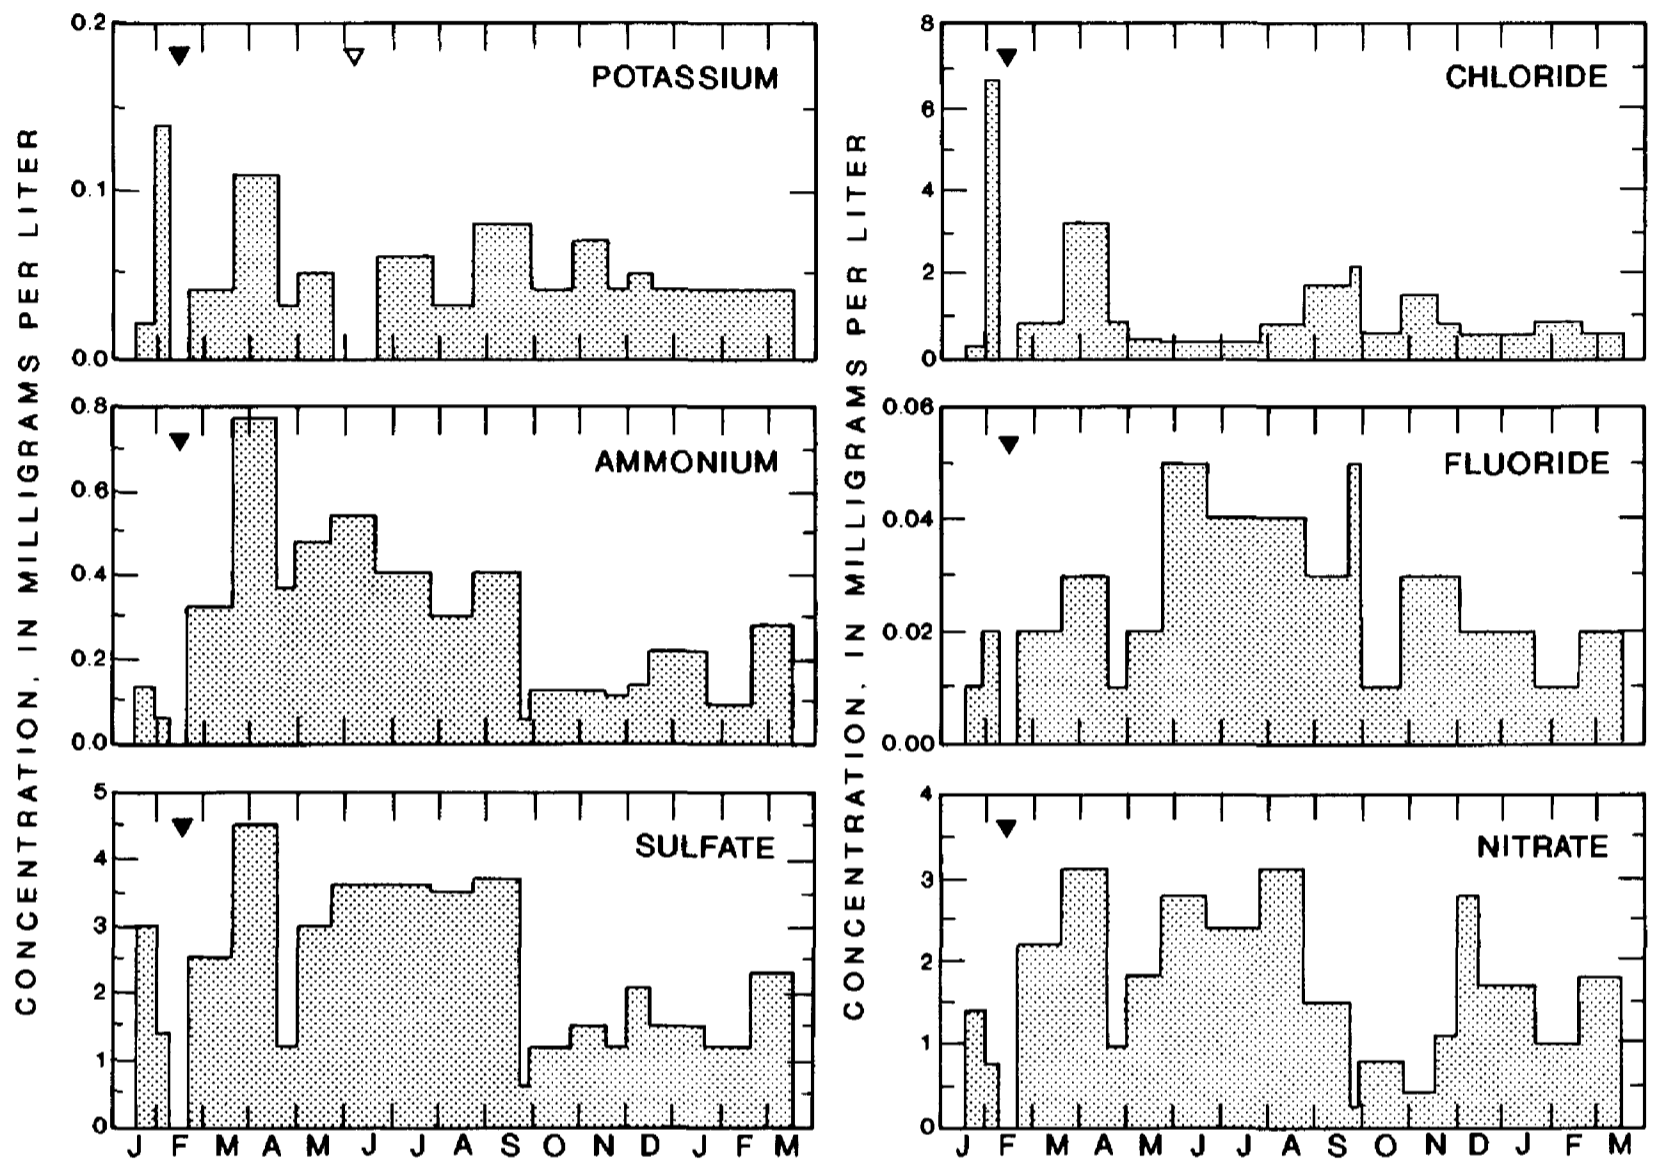 CONCENTRATION, IN MILLIGRAMS PER LITER
0.2
0.1
0.0
POTASSIUM
0.8
0.6
0.4
0.2
0.0
AMMONIUM
5
4
3
2
1
0
SULFATE
J F M A M J J A S O N D J F M
CONCENTRATION, IN MILLIGRAMS PER LITER
8
6
4
2
0
CHLORIDE
0.06
0.04
0.02
0.00
FLUORIDE
4
3
2
1
0
NITRATE
J F M A M J J A S O N D J F M